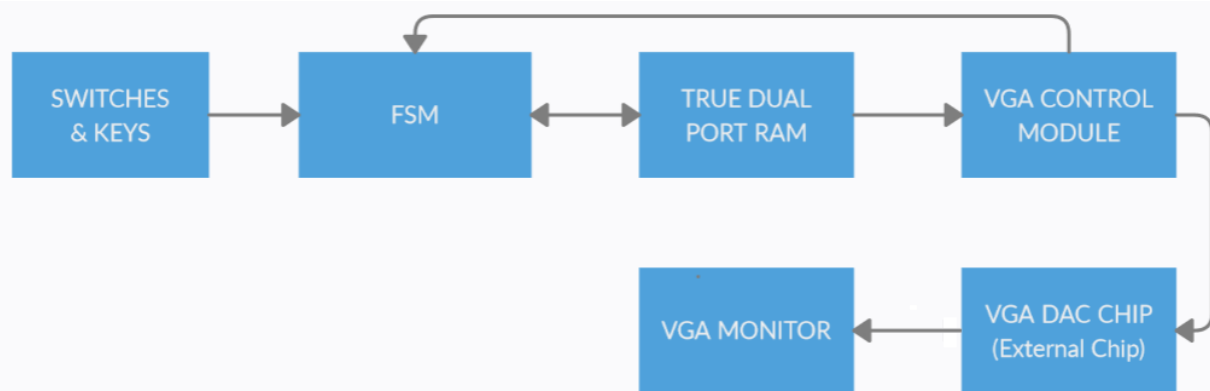 SWITCHES
& KEYS
FSM
TRUE DUAL
PORT RAM
VGA CONTROL
MODULE
VGA MONITOR
VGA DAC CHIP
(External Chip)